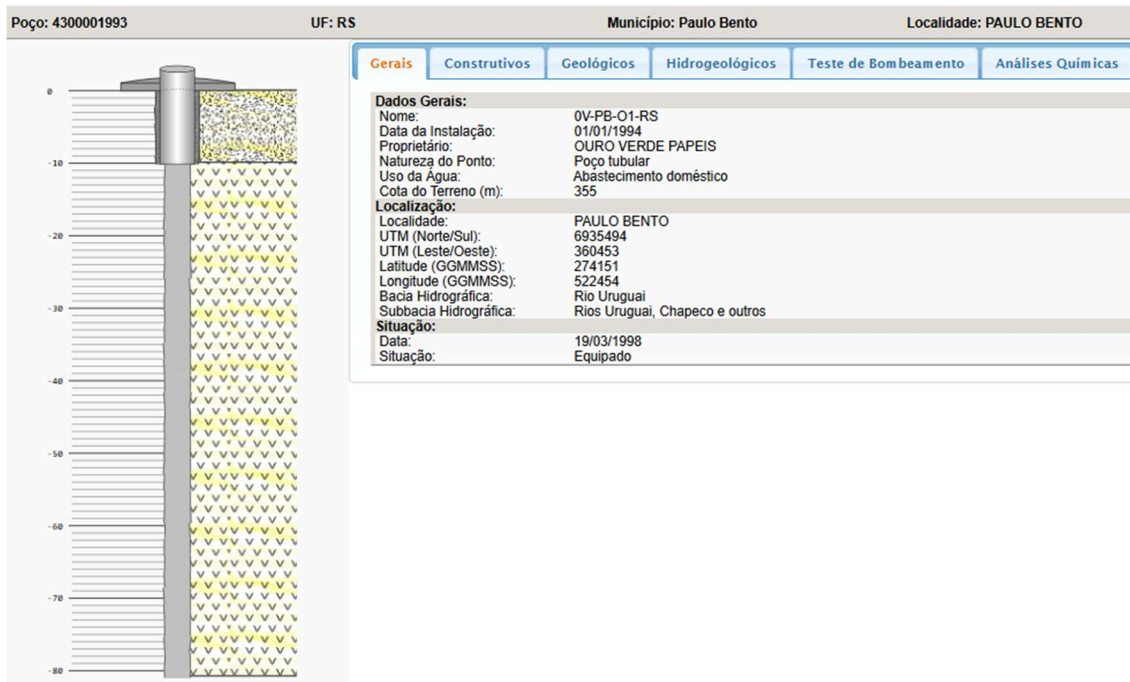 Poço: 4300001993 UF: RS Município: Paulo Bento Localidade: PAULO BENTO
Gerais Construtivos Geológicos Hidrogeológicos Teste de Bombeamento Análises Químicas
Dados Gerais:
Nome: 0V-PB-O1-RS
Data da Instalação: 01/01/1994
Proprietário: OURO VERDE PAPEIS
Natureza do Ponto: Poço tubular
Uso da Água: Abastecimento doméstico
Cota do Terreno (m): 355
Localização:
Localidade: PAULO BENTO
UTM (Norte/Sul): 6935494
UTM (Leste/Oeste): 360453
Latitude (GGMMSS): 274151
Longitude (GGMMSS): 522454
Bacia Hidrográfica: Rio Uruguai
Subbacia Hidrográfica: Rios Uruguai, Chapeco e outros
Situação:
Data: 19/03/1998
Situação: Equipado
0
-10
-20
-30
-40
-50
-60
-70
-80